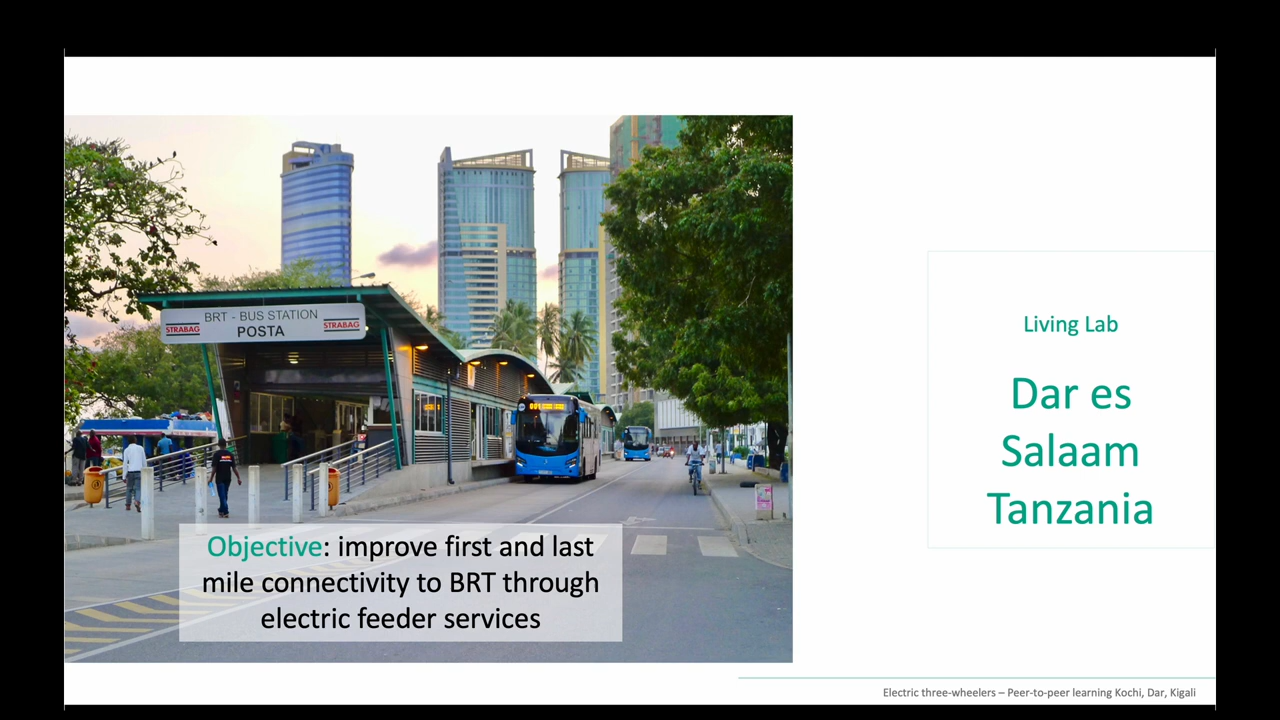 BRT - BUS STATION
STRABAG POSTA STRABAG
001
Objective: improve first and last
mile connectivity to BRT through
electric feeder services
Living Lab
Dar es
Salaam
Tanzania
Electric three-wheelers – Peer-to-peer learning Kochi, Dar, Kigali